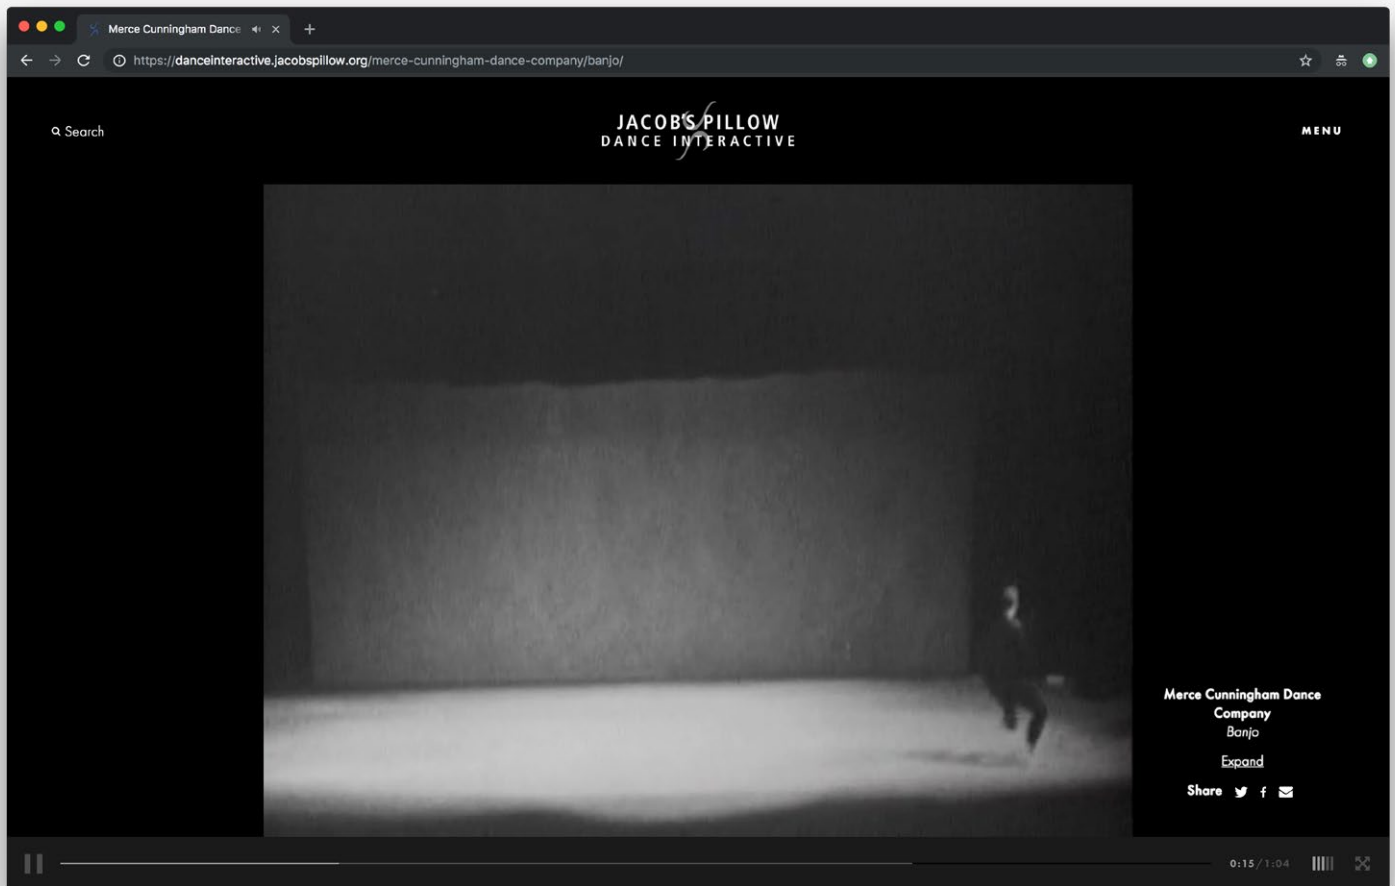 Merce Cunningham Dance
https://danceinteractive.jacobspillow.org/merce-cunningham-dance-company/banjo/
Search
JACOB'S PILLOW
DANCE INTERACTIVE
MENU
Merce Cunningham Dance
Company
Banjo
Expand
Share
0:15/1:04